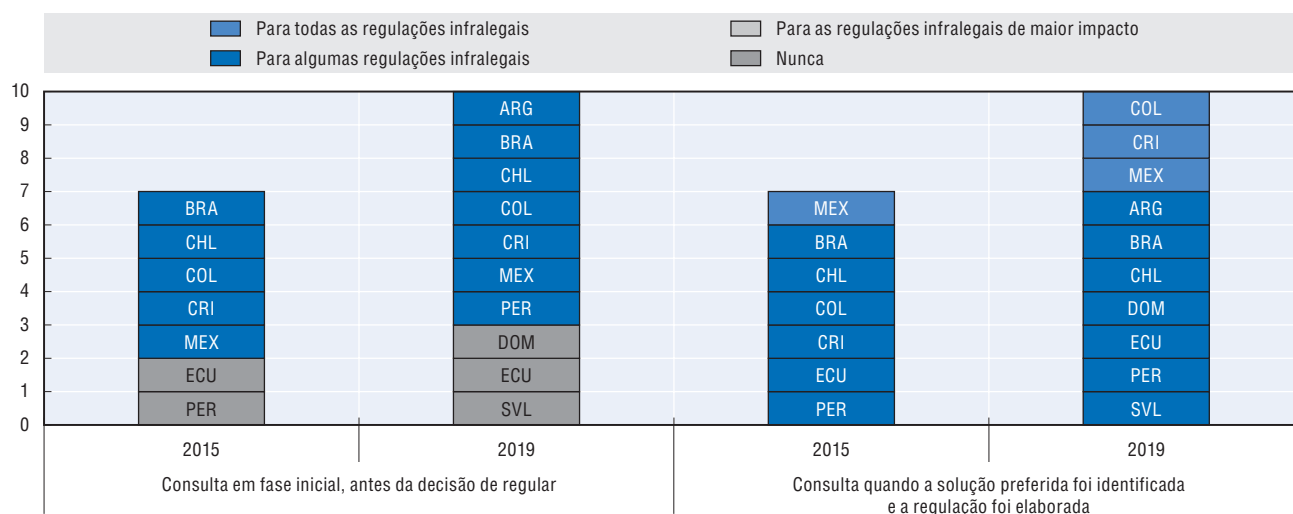 Para todas as regulações infralegais
Para as regulações infralegais de maior impacto
Para algumas regulações infralegais
Nunca
10
9
8
7
6
5
4
3
2
1
0
BRA
CHL
COL
CRI
MEX
ECU
PER
ARG
BRA
CHL
COL
CRI
MEX
PER
DOM
ECU
SVL
MEX
BRA
CHL
COL
CRI
ECU
PER
COL
CRI
MEX
ARG
BRA
CHL
DOM
ECU
PER
SVL
2015
2019
2015
2019
Consulta em fase inicial, antes da decisão de regular
Consulta quando a solução preferida foi identificada
e a regulação foi elaborada